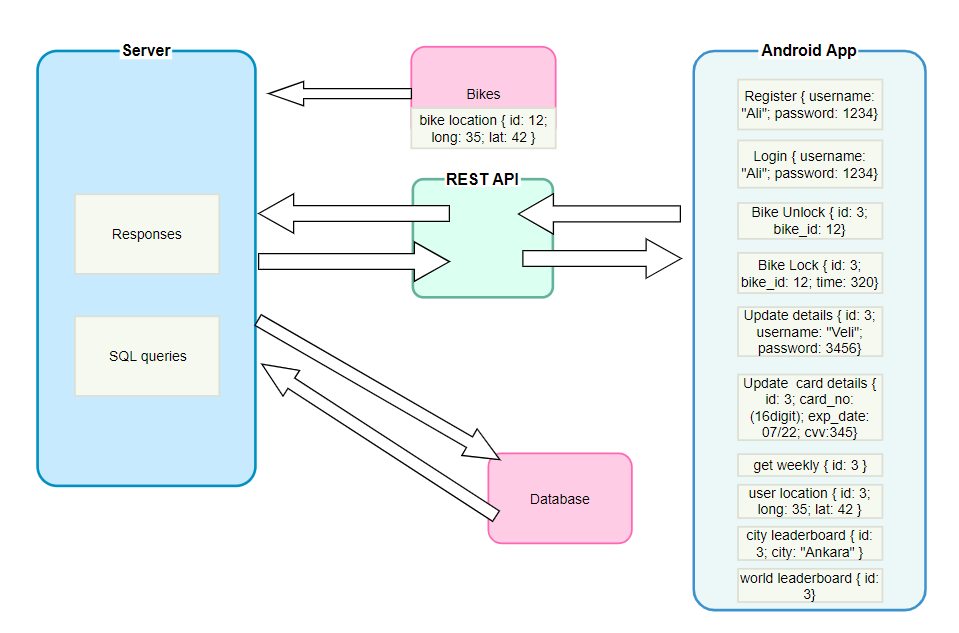 Server
Responses
SQL queries
Bikes
bike location { id: 12;
long: 35; lat: 42 }
REST API
Database
Android App
Register { username:
"Ali"; password: 1234}
Login { username:
"Ali"; password: 1234}
Bike Unlock { id: 3;
bike_id: 12}
Bike Lock { id: 3;
bike_id: 12; time: 320}
Update details { id: 3;
username: "Veli";
password: 3456}
Update  card details {
id: 3; card_no:
(16digit); exp_date:
07/22; cvv:345}
get weekly { id: 3 }
user location { id: 3;
long: 35; lat: 42 }
city leaderboard { id:
3; city: "Ankara" }
world leaderboard { id:
3}